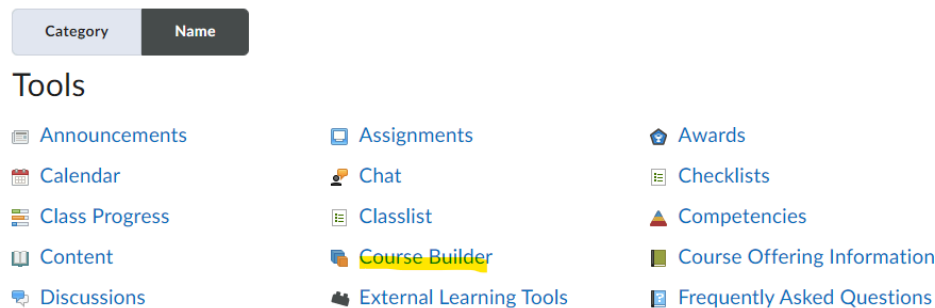 Category Name
Tools
Announcements Assignments Awards
Calendar Chat Checklists
Class Progress Classlist Competencies
Content Course Builder Course Offering Information
Discussions External Learning Tools Frequently Asked Questions